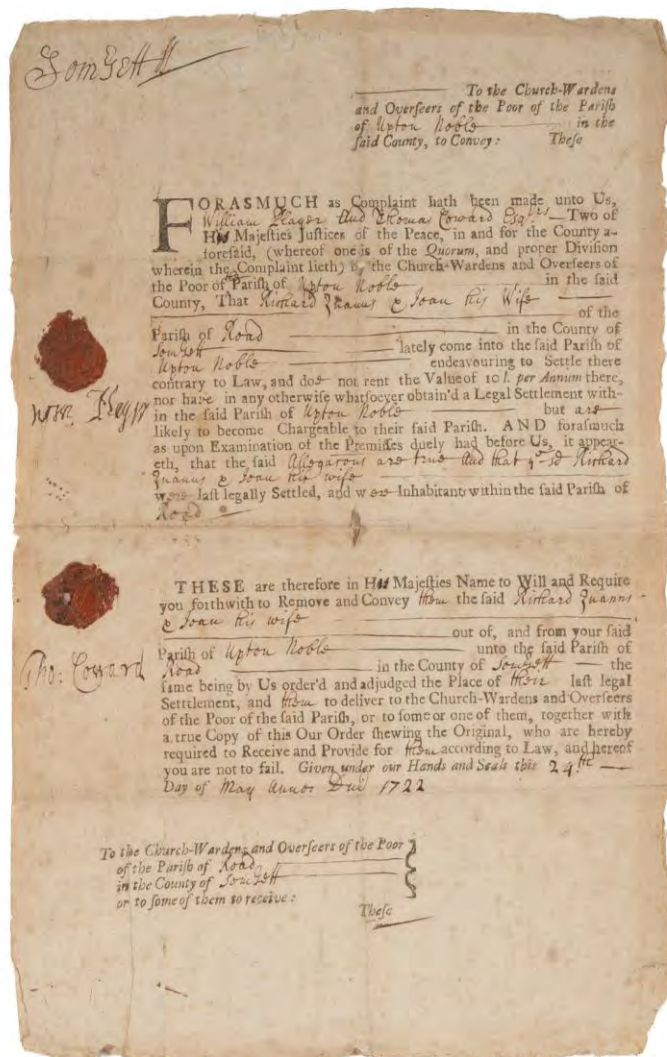 Somsett
To the Church-Wardens
and Overseers of the Poor of the Parish
of Upton Noble in the
said County, to Convey: These
FORASMUCH as Complaint hath been made unto Us,
William Player And Thomas Coward Esqrs Two of
His Majesties Justices of the Peace, in and for the County a-
foresaid, (whereof one is of the Quorum, and proper Division
wherein the Complaint lieth) by the Church-Wardens and Overseers of
the Poor of the Parish of Upton Noble in the said
County, That Richard & Joan his Wife
of the
Parish of Road in the County of
Somsett lately come into the said Parish of
Upton Noble endeavouring to Settle there
contrary to Law, and doe not rent the Value of 10 l. per Annum there,
nor have in any otherwise whatsoever obtain'd a Legal Settlement with-
in the said Parish of Upton Noble but are
likely to become Chargeable to their said Parish. AND forasmuch
as upon Examination of the Premisses duely had before Us, it appear-
eth, that the said Allegations are true And that ye sd Richard
& Joan his wife
were last legally Settled, and were Inhabitants within the said Parish of
Road
THESE are therefore in His Majesties Name to Will and Require
you forthwith to Remove and Convey them the said Richard
& Joan his wife
out of, and from your said
Parish of Upton Noble unto the said Parish of
Tho: Coward
Road in the County of Somsett the
same being by Us order'd and adjudged the Place of their last legal
Setttlement, and them to deliver to the Church-Wardens and Overseers
of the Poor of the said Parish, or to some or one of them, together with
a true Copy of this Our Order shewing the Original, who are hereby
required to Receive and Provide for them according to Law, and hereof
you are not to fail. Given under our Hands and Seals this 24th
Day of May Annoq Dni 1722
To the Church-Wardens and Overseers of the Poor
of the Parish of Road
in the County of Somsett
or to some of them to receive:
These